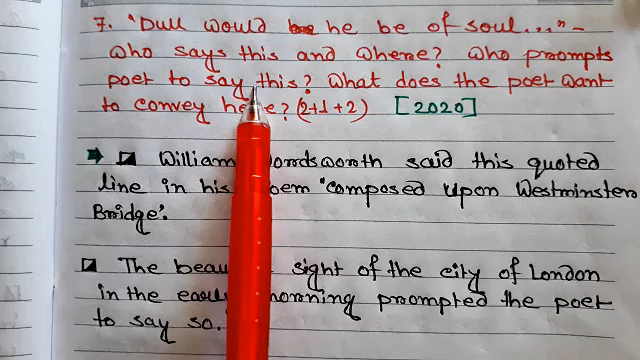 7. "Dull would he be of soul..." -
who says this and where? Who prompts
poet to say this? What does the poet want
to convey here? (2+1+2) [2020]
William Wordsworth said this quoted
line in his poem 'composed upon Westminster
Bridge'.
The beau sight of the city of London
in the early morning prompted the poet
to say so.